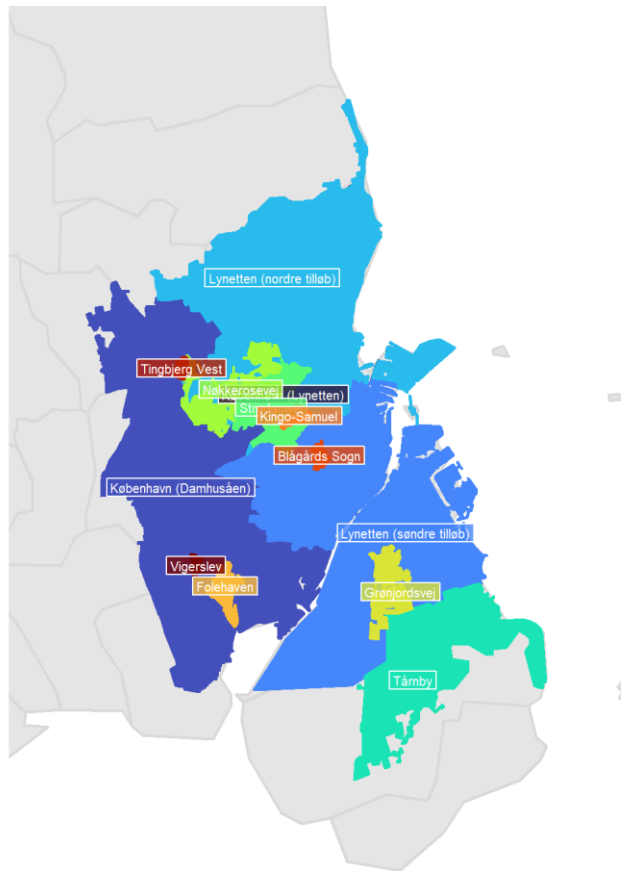 Lynetten (nordre tilløb)
Tingbjerg Vest
Nøkkerosevej
(Lynetten)
Kingo-Samuel
Blågårds Sogn
København (Damhusåen)
Lynetten (søndre tilløb)
Vigerslev
Folehaven
Grønjordsvej
Tårnby